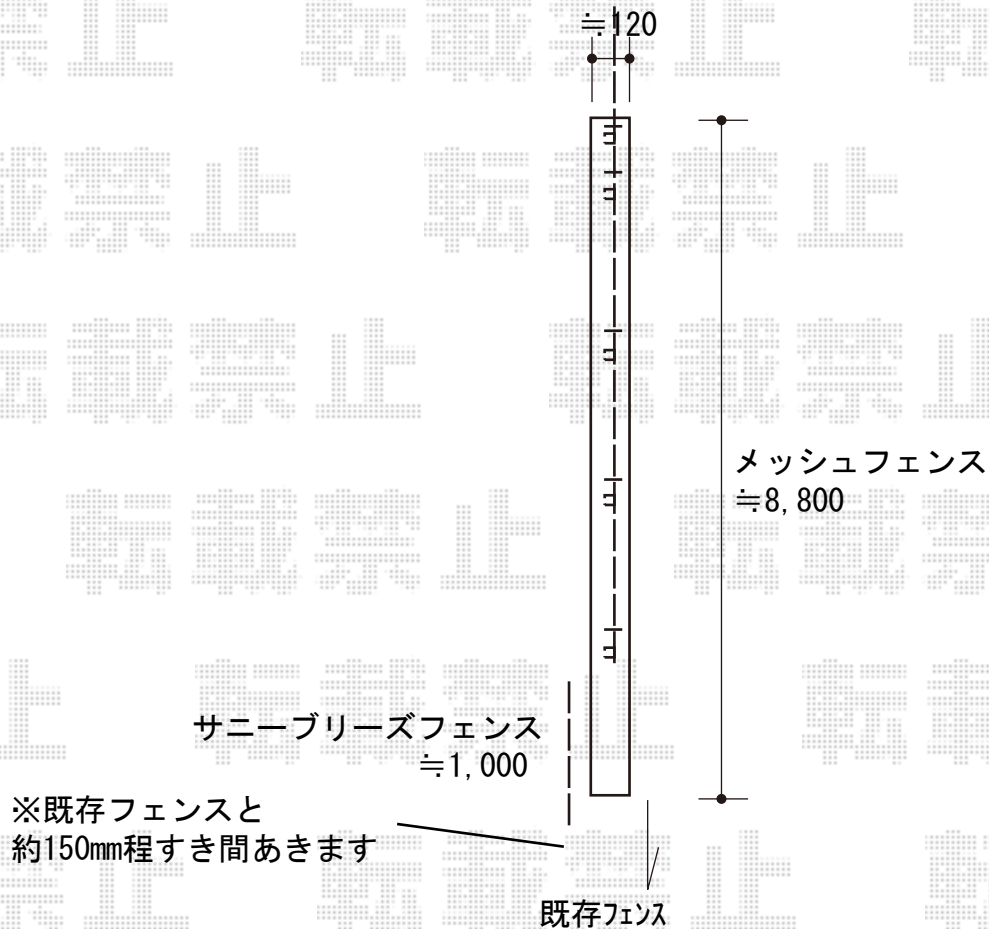 ≒120
メッシュフェンス
≒8,800
サニーブリーズフェンス
≒1,000
※既存フェンスと
約150mm程すき間あきます
既存フェンス
転載禁止